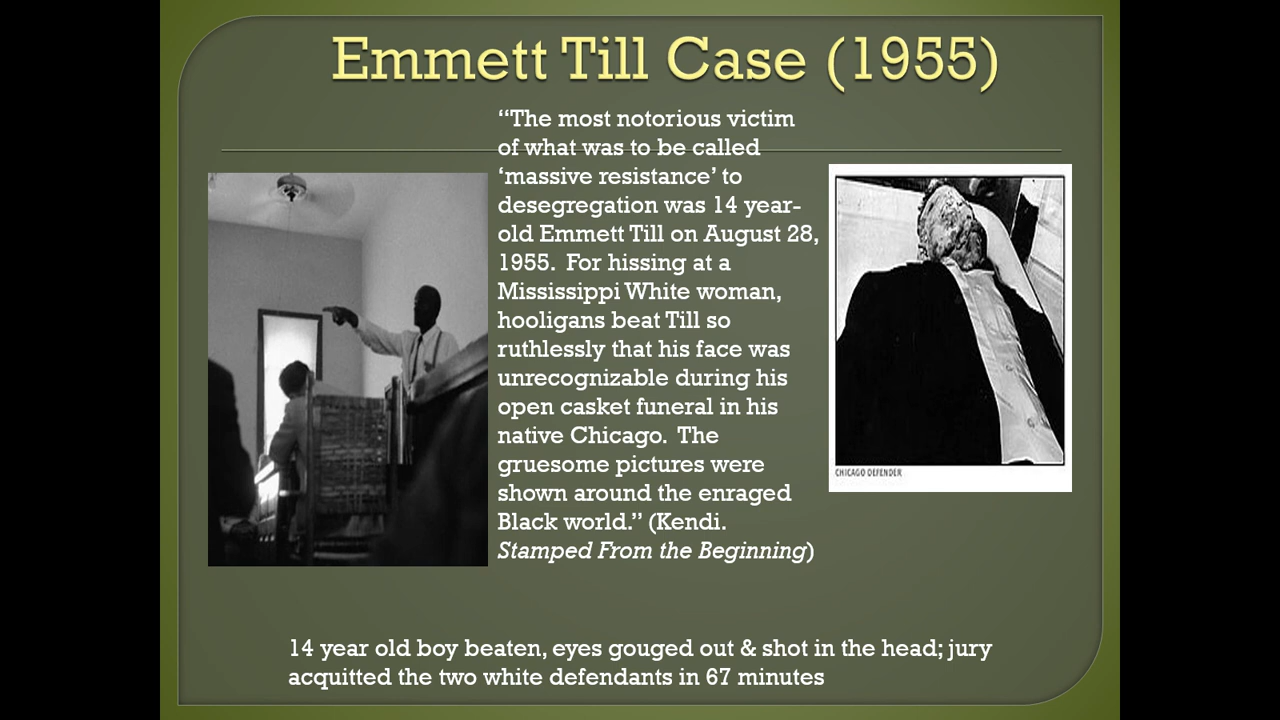 Emmett Till Case (1955)
“The most notorious victim
of what was to be called
‘massive resistance’ to
desegregation was 14 year-
old Emmett Till on August 28,
1955.  For hissing at a
Mississippi White woman,
hooligans beat Till so
ruthlessly that his face was
unrecognizable during his
open casket funeral in his
native Chicago.  The
gruesome pictures were
shown around the enraged
Black world.” (Kendi.
Stamped From the Beginning)
CHICAGO DEFENDER
14 year old boy beaten, eyes gouged out & shot in the head; jury
acquitted the two white defendants in 67 minutes